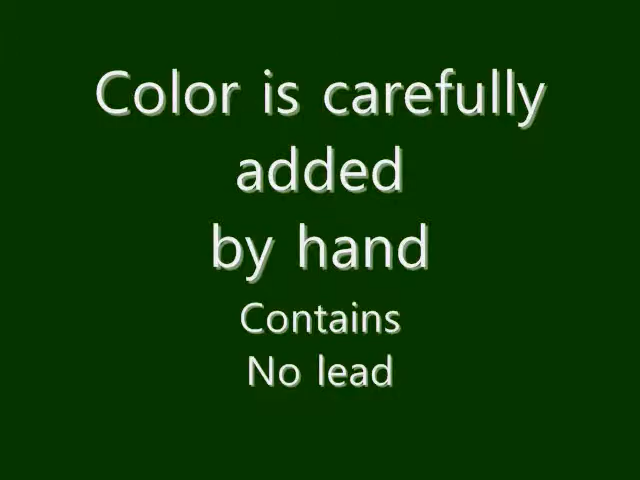 Color is carefully
added
by hand
Contains
No lead